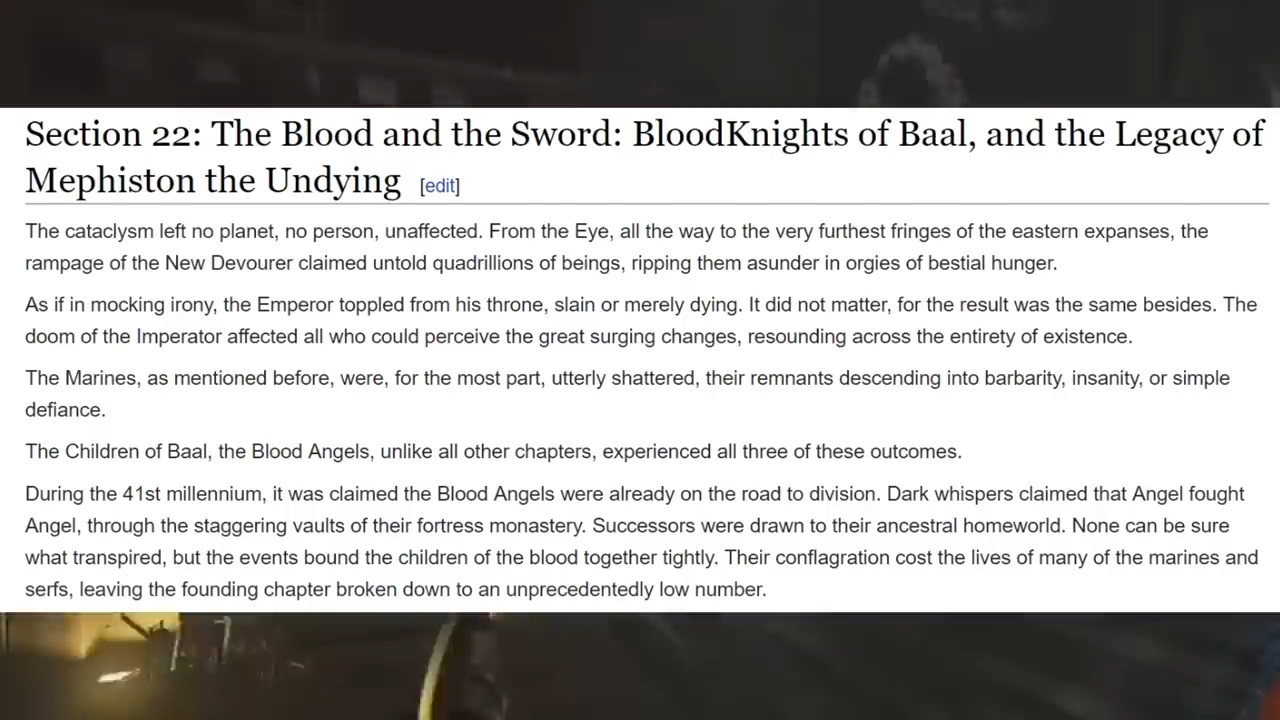 Section 22: The Blood and the Sword: BloodKnights of Baal, and the Legacy of
Mephiston the Undying [edit]
The cataclysm left no planet, no person, unaffected. From the Eye, all the way to the very furthest fringes of the eastern expanses, the
rampage of the New Devourer claimed untold quadrillions of beings, ripping them asunder in orgies of bestial hunger.
As if in mocking irony, the Emperor toppled from his throne, slain or merely dying. It did not matter, for the result was the same besides. The
doom of the Imperator affected all who could perceive the great surging changes, resounding across the entirety of existence.
The Marines, as mentioned before, were, for the most part, utterly shattered, their remnants descending into barbarity, insanity, or simple
defiance.
The Children of Baal, the Blood Angels, unlike all other chapters, experienced all three of these outcomes.
During the 41st millennium, it was claimed the Blood Angels were already on the road to division. Dark whispers claimed that Angel fought
Angel, through the staggering vaults of their fortress monastery. Successors were drawn to their ancestral homeworld. None can be sure
what transpired, but the events bound the children of the blood together tightly. Their conflagration cost the lives of many of the marines and
serfs, leaving the founding chapter broken down to an unprecedentedly low number.